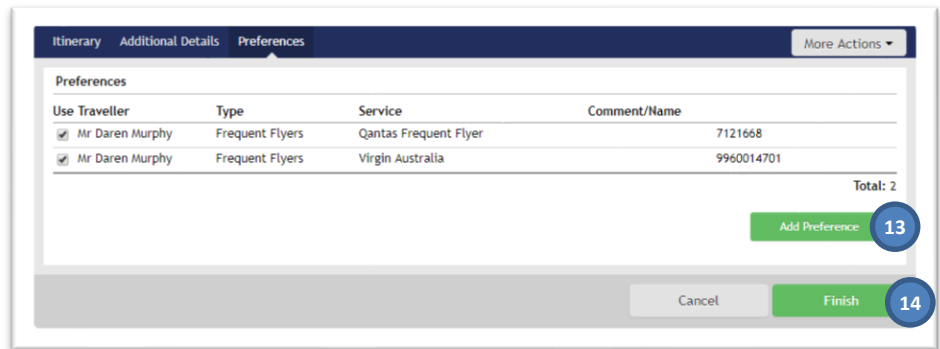 Itinerary Additional Details Preferences More Actions
Preferences
Use Traveller Type Service Comment/Name
Mr Daren Murphy Frequent Flyers Qantas Frequent Flyer 7121668
Mr Daren Murphy Frequent Flyers Virgin Australia 9960014701
Total: 2
Add Preference 13
Cancel Finish 14